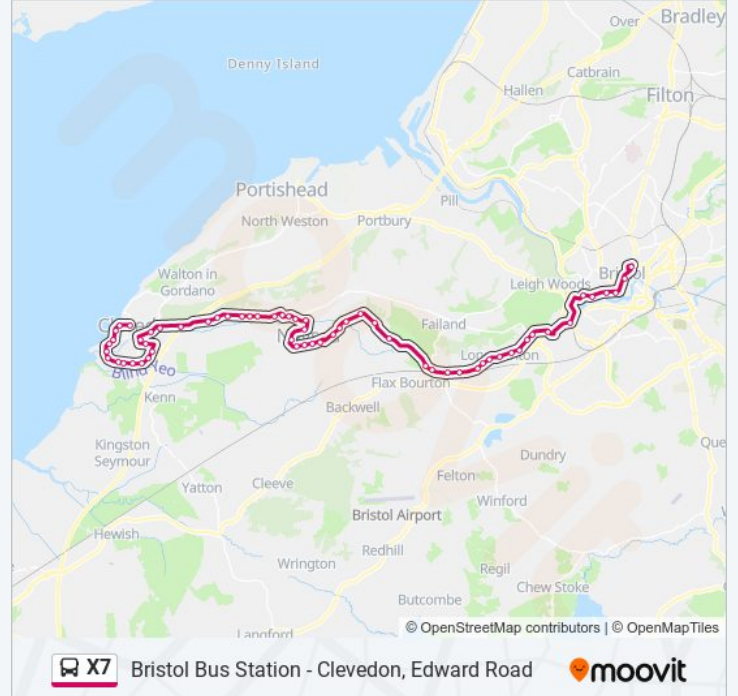 Over
Bradley
Denny Island
Catbrain
Hallen
Filton
Portishead
Pill
North Weston
Portbury
Walton in
Gordano
Leigh Woods
Bristol
Failand
Blind Yeo
Flax Bourton
Kenn
Backwell
Kingston
Seymour
Dundry
Yatton
Cleeve
Felton
Winford
Bristol Airport
Hewish
Redhill
Wrington
Regil
Chew Stoke
Butcombe
Langford
© OpenStreetMap contributors | © OpenMapTiles
X7
Bristol Bus Station - Clevedon, Edward Road
moovit